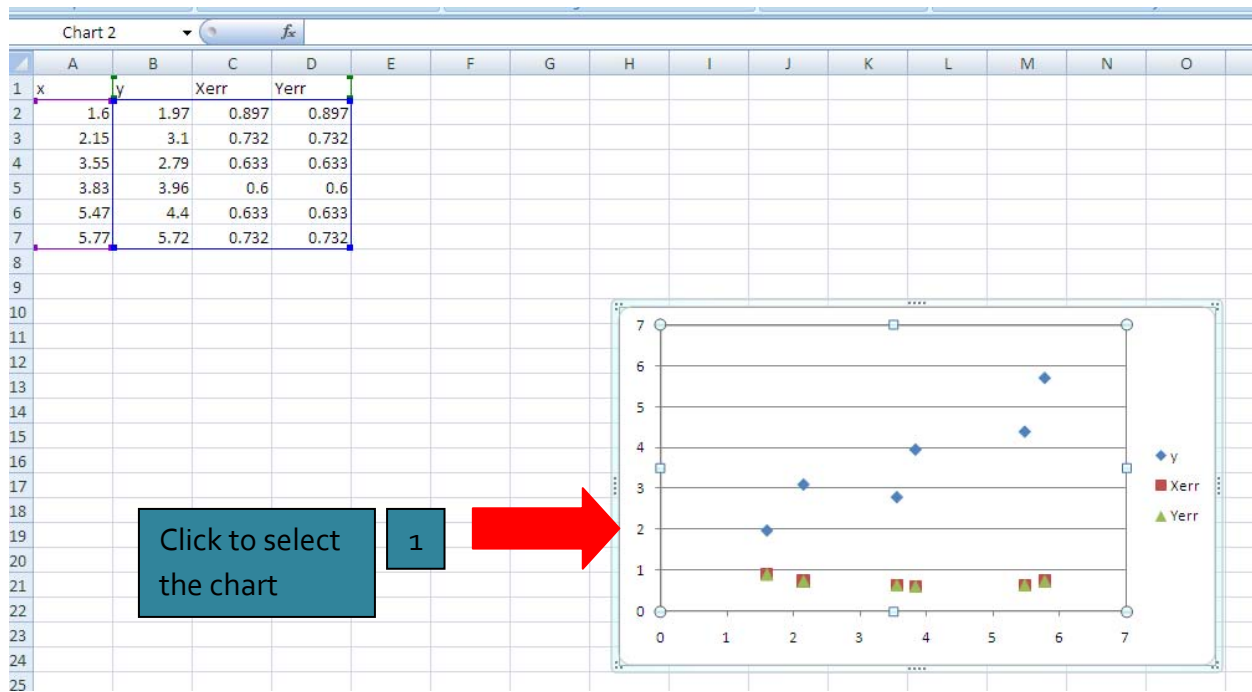 Chart 2 fx
A B C D E F G H I J K L M N O
1 x y Xerr Yerr
2 1.6 1.97 0.897 0.897
3 2.15 3.1 0.732 0.732
4 3.55 2.79 0.633 0.633
5 3.83 3.96 0.6 0.6
6 5.47 4.4 0.633 0.633
7 5.77 5.72 0.732 0.732
8
9
10
11
12
13
14
15
16
17
18
19
20
21
22
23
24
25
7
6
5
4
3
2
1
0
0 1 2 3 4 5 6 7
y
Xerr
Yerr
Click to select
the chart
1